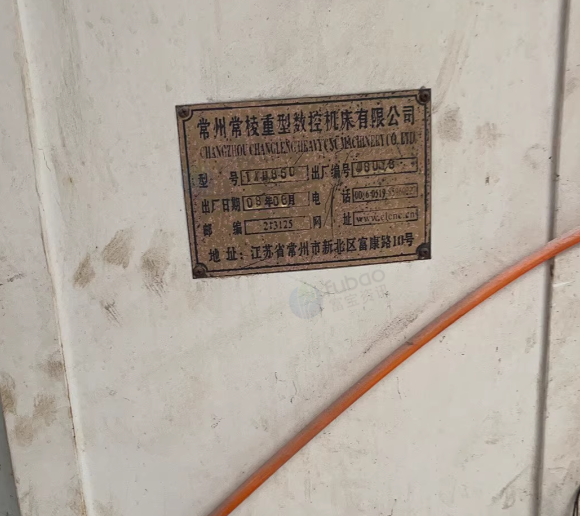 常州常棱重型数控机床有限公司
CHANGZHOU CHANGLENG HEAVY CNC MACHINERY CO.,LTD
型 号 出厂编号
出厂日期 08年06月 电 话
邮 编 213125 网 址 www.clcnc.cn
地 址：江苏省常州市新北区富康路10号
Fubao